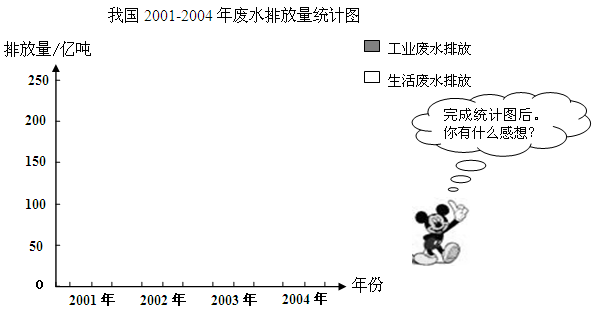 我国 2001-2004 年废水排放量统计图
排放量/亿吨
工业废水排放
生活废水排放
完成统计图后。
你有什么感想？
250
200
150
100
50
0
2001 年 2002 年 2003 年 2004 年 年份